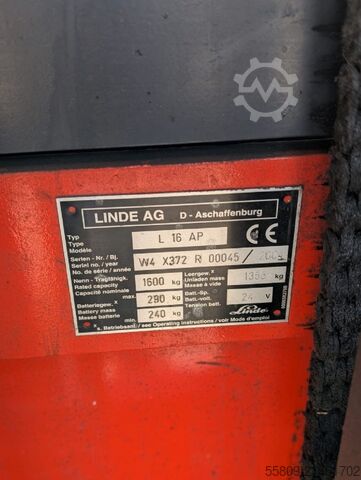 LINDE AG D - Aschaffenburg
Typ
Type
Modèle
L 16 AP
CE
Serien - Nr. / Bj.
Serial no. / year
No. de série / année
W4 X372 R 00045 /
Nenn - Tragfähigk.
Rated capacity
Capacité nominale
1600 kg
Leergew. x
Unladen mass
Masse à vide
kg
Batteriegew. x
Battery mass
Masse batterie
max. 290 kg
min. 240 kg
Batt.-Sp.
Batt.-volt.
V
Linde
*s. Betriebsanl. / see Operating instructions / voir Mode d'emploi